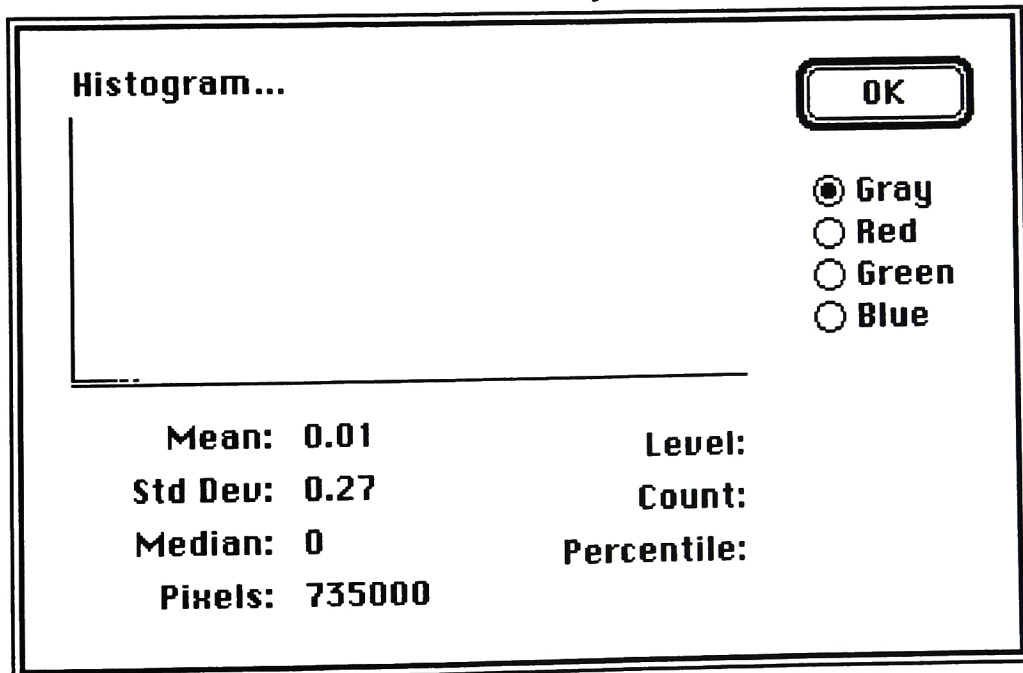 Histogram...
OK
Gray
Red
Green
Blue
Mean: 0.01
Level:
Std Dev: 0.27
Count:
Median: 0
Percentile:
Pixels: 735000